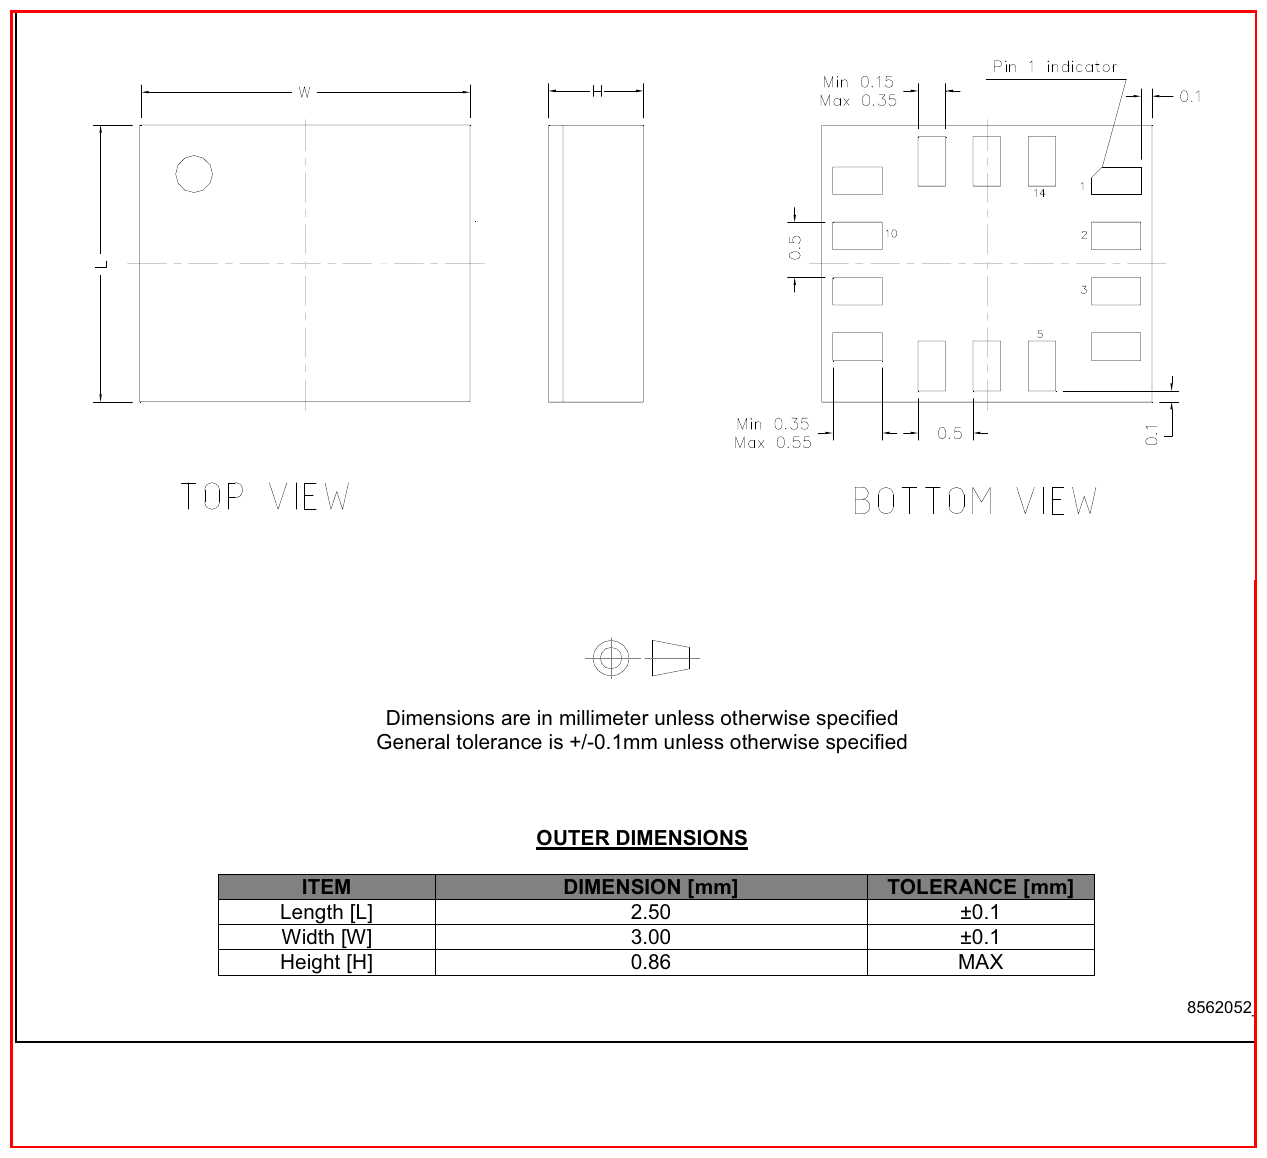 W
H
L
Pin 1 indicator
Min 0.15
Max 0.35
0.1
14
1
10
2
0.5
3
5
Min 0.35
Max 0.55
0.5
0.1
TOP VIEW
BOTTOM VIEW
Dimensions are in millimeter unless otherwise specified
General tolerance is +/-0.1mm unless otherwise specified
OUTER DIMENSIONS
ITEM DIMENSION [mm] TOLERANCE [mm]
Length [L] 2.50 ±0.1
Width [W] 3.00 ±0.1
Height [H] 0.86 MAX
8562052_